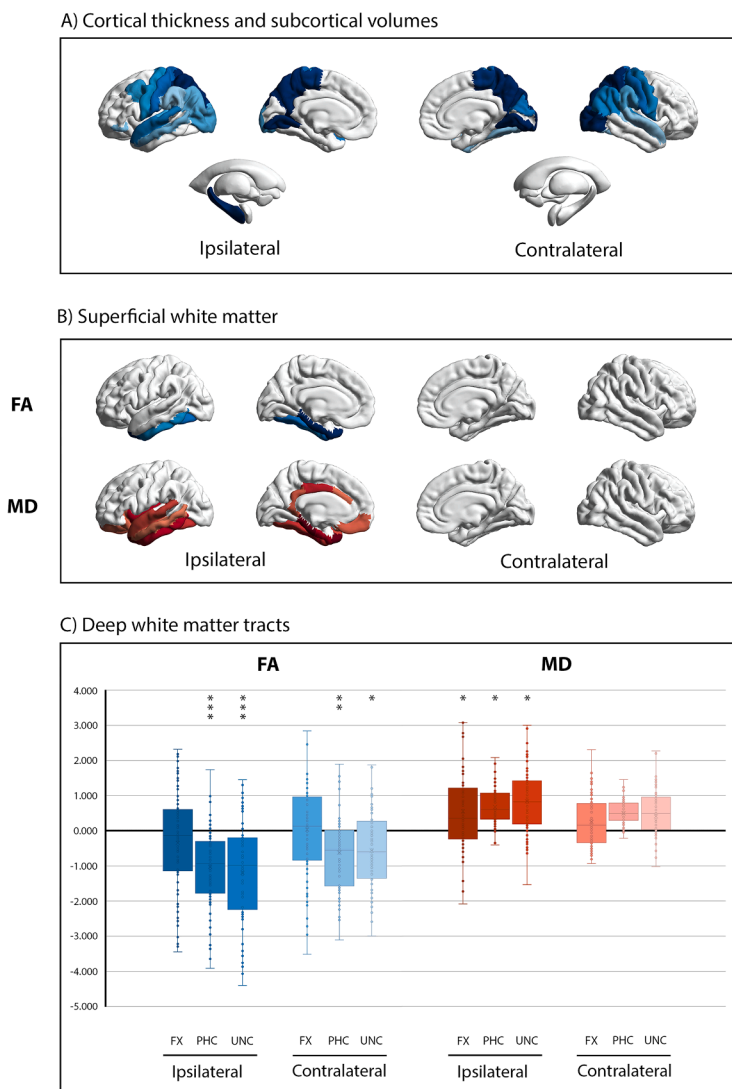 A) Cortical thickness and subcortical volumes
Ipsilateral
Contralateral
B) Superficial white matter
FA
MD
Ipsilateral
Contralateral
C) Deep white matter tracts
FA
MD
4.000
3.000
2.000
1.000
0.000
-1.000
-2.000
-3.000
-4.000
-5.000
***
***
**
*
*
*
*
FX PHC UNC
FX PHC UNC
FX PHC UNC
FX PHC UNC
Ipsilateral
Contralateral
Ipsilateral
Contralateral